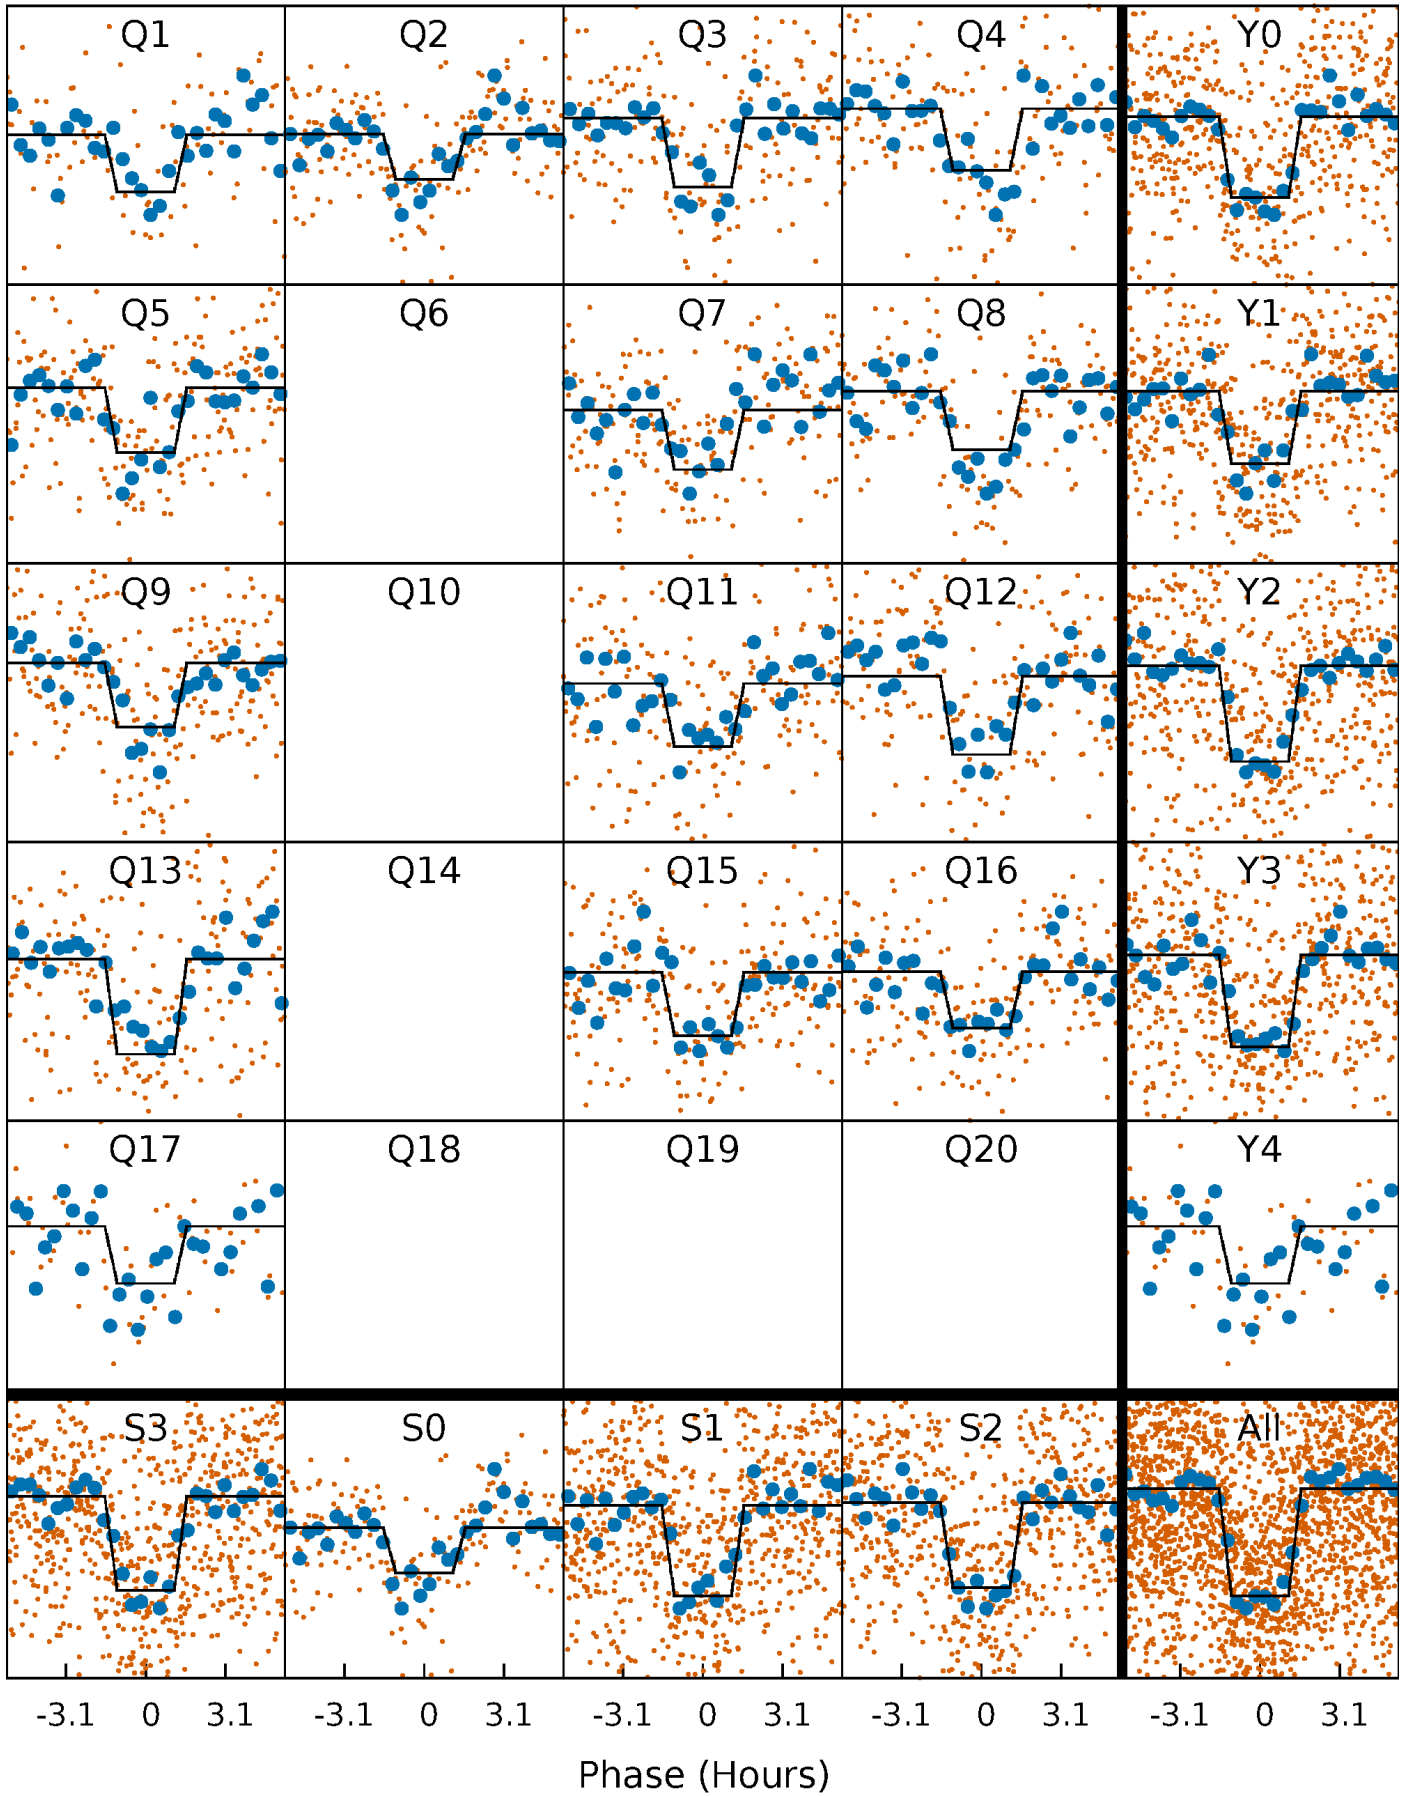 Q1 Q2 Q3 Q4 Y0
Q5 Q6 Q7 Q8 Y1
Q9 Q10 Q11 Q12 Y2
Q13 Q14 Q15 Q16 Y3
Q17 Q18 Q19 Q20 Y4
S3 S0 S1 S2 All
-3.1 0 3.1 -3.1 0 3.1 -3.1 0 3.1 -3.1 0 3.1 -3.1 0 3.1
Phase (Hours)